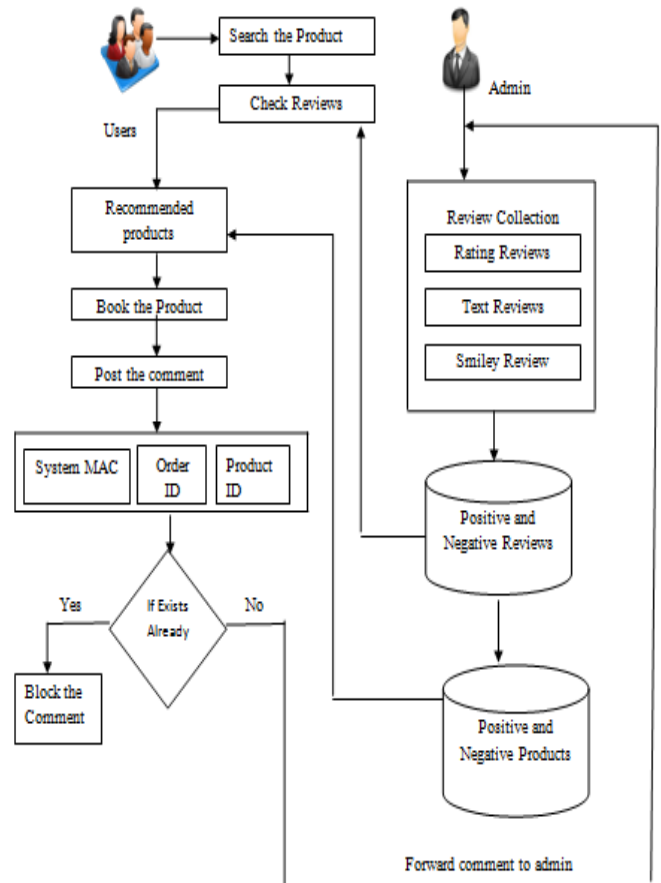 Search the Product
Check Reviews
Users
Recommended
products
Book the Product
Post the comment
System MAC
Order
ID
Product
ID
If Exists
Already
Yes
No
Block the
Comment
Admin
Review Collection
Rating Reviews
Text Reviews
Smiley Review
Positive and
Negative Reviews
Positive and
Negative Products
Forward comment to admin